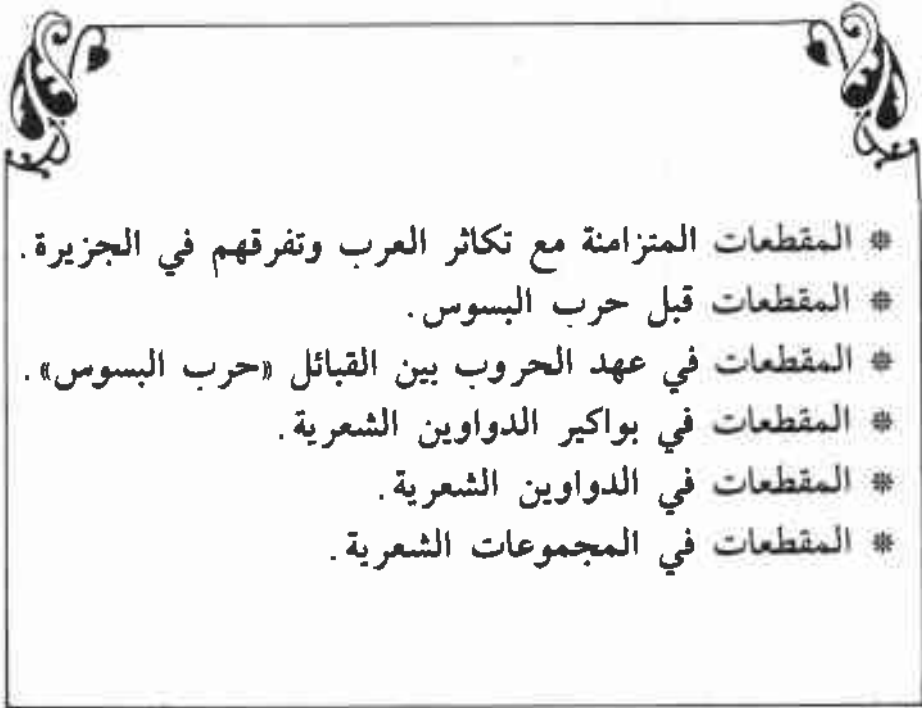 * المقطعات المتزامنة مع تكاثر العرب وتفرقهم في الجزيرة.
* المقطعات قبل حرب البسوس.
* المقطعات في عهد الحروب بين القبائل «حرب البسوس».
* المقطعات في بواكير الدواوين الشعرية.
* المقطعات في الدواوين الشعرية.
* المقطعات في المجموعات الشعرية.